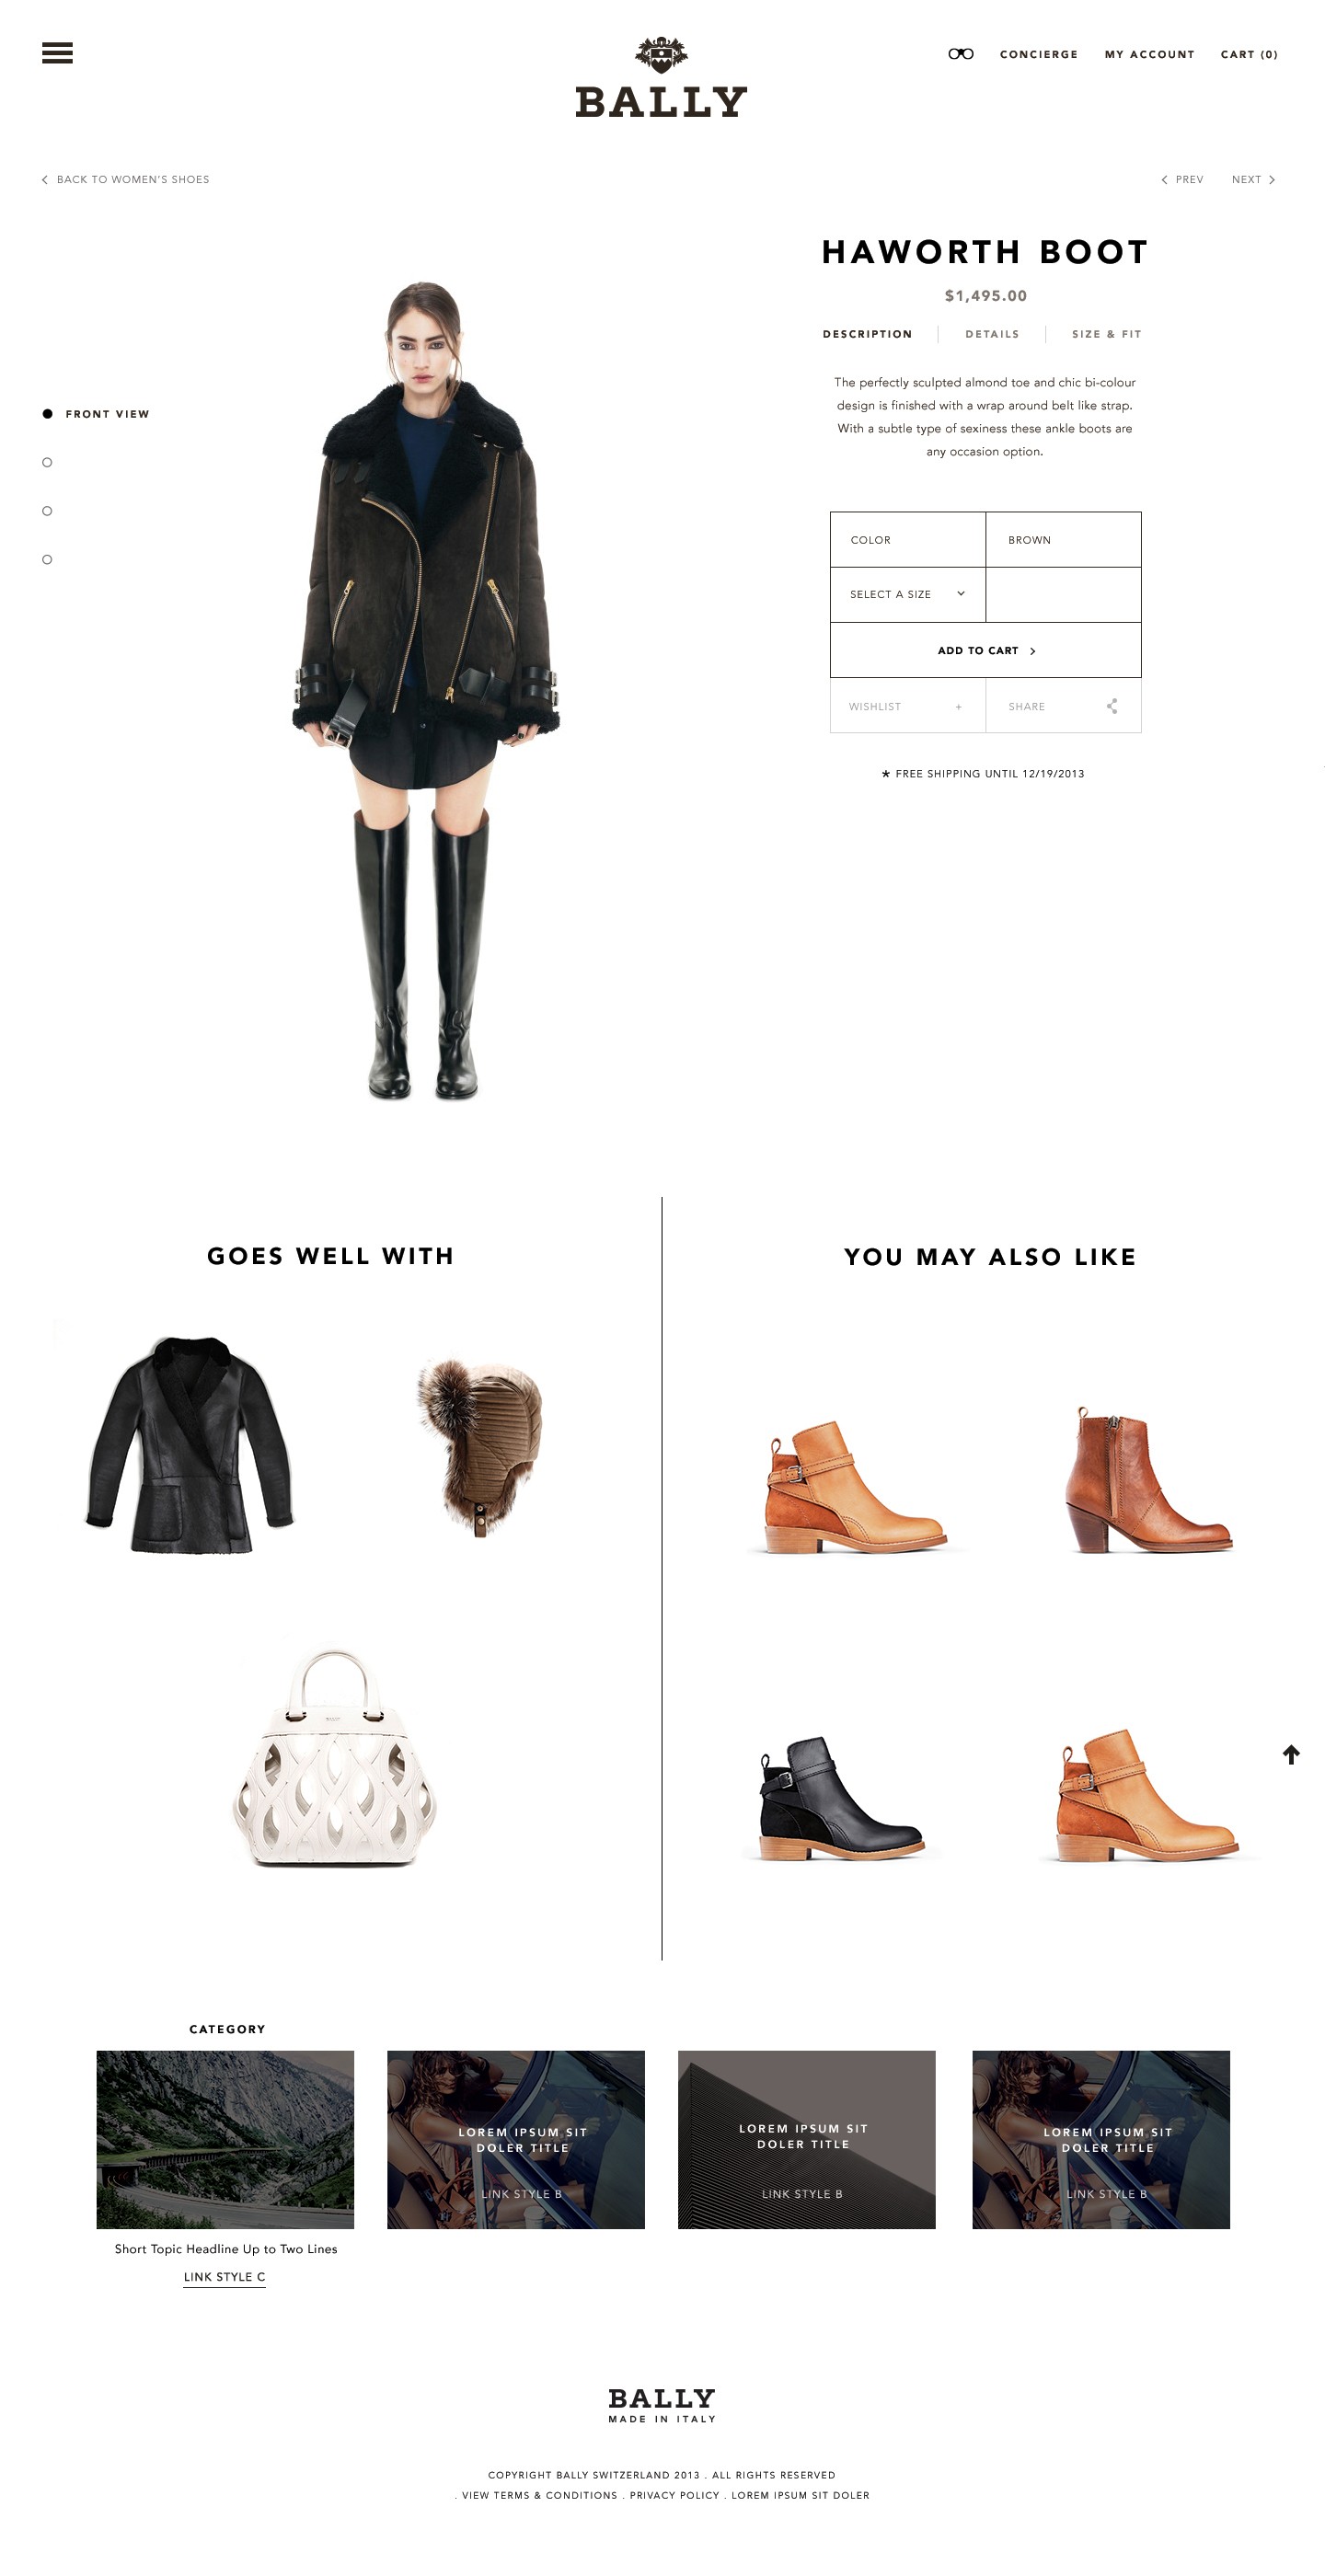 CONCIERGE
MY ACCOUNT
CART (0)
BALLY
BACK TO WOMEN'S SHOES
PREV
NEXT
HAWORTH BOOT
$1,495.00
DESCRIPTION
DETAILS
SIZE & FIT
The perfectly sculpted almond toe and chic bi-colour
design is finished with a wrap around belt like strap.
With a subtle type of sexiness these ankle boots are
any occasion option.
FRONT VIEW
COLOR
BROWN
SELECT A SIZE
ADD TO CART
WISHLIST +
SHARE
★ FREE SHIPPING UNTIL 12/19/2013
GOES WELL WITH
YOU MAY ALSO LIKE
CATEGORY
Short Topic Headline Up to Two Lines
LINK STYLE C
LOREM IPSUM SIT
DOLER TITLE
LINK STYLE B
LOREM IPSUM SIT
DOLER TITLE
LINK STYLE B
LOREM IPSUM SIT
DOLER TITLE
LINK STYLE B
BALLY
MADE IN ITALY
COPYRIGHT BALLY SWITZERLAND 2013 . ALL RIGHTS RESERVED
. VIEW TERMS & CONDITIONS . PRIVACY POLICY . LOREM IPSUM SIT DOLER